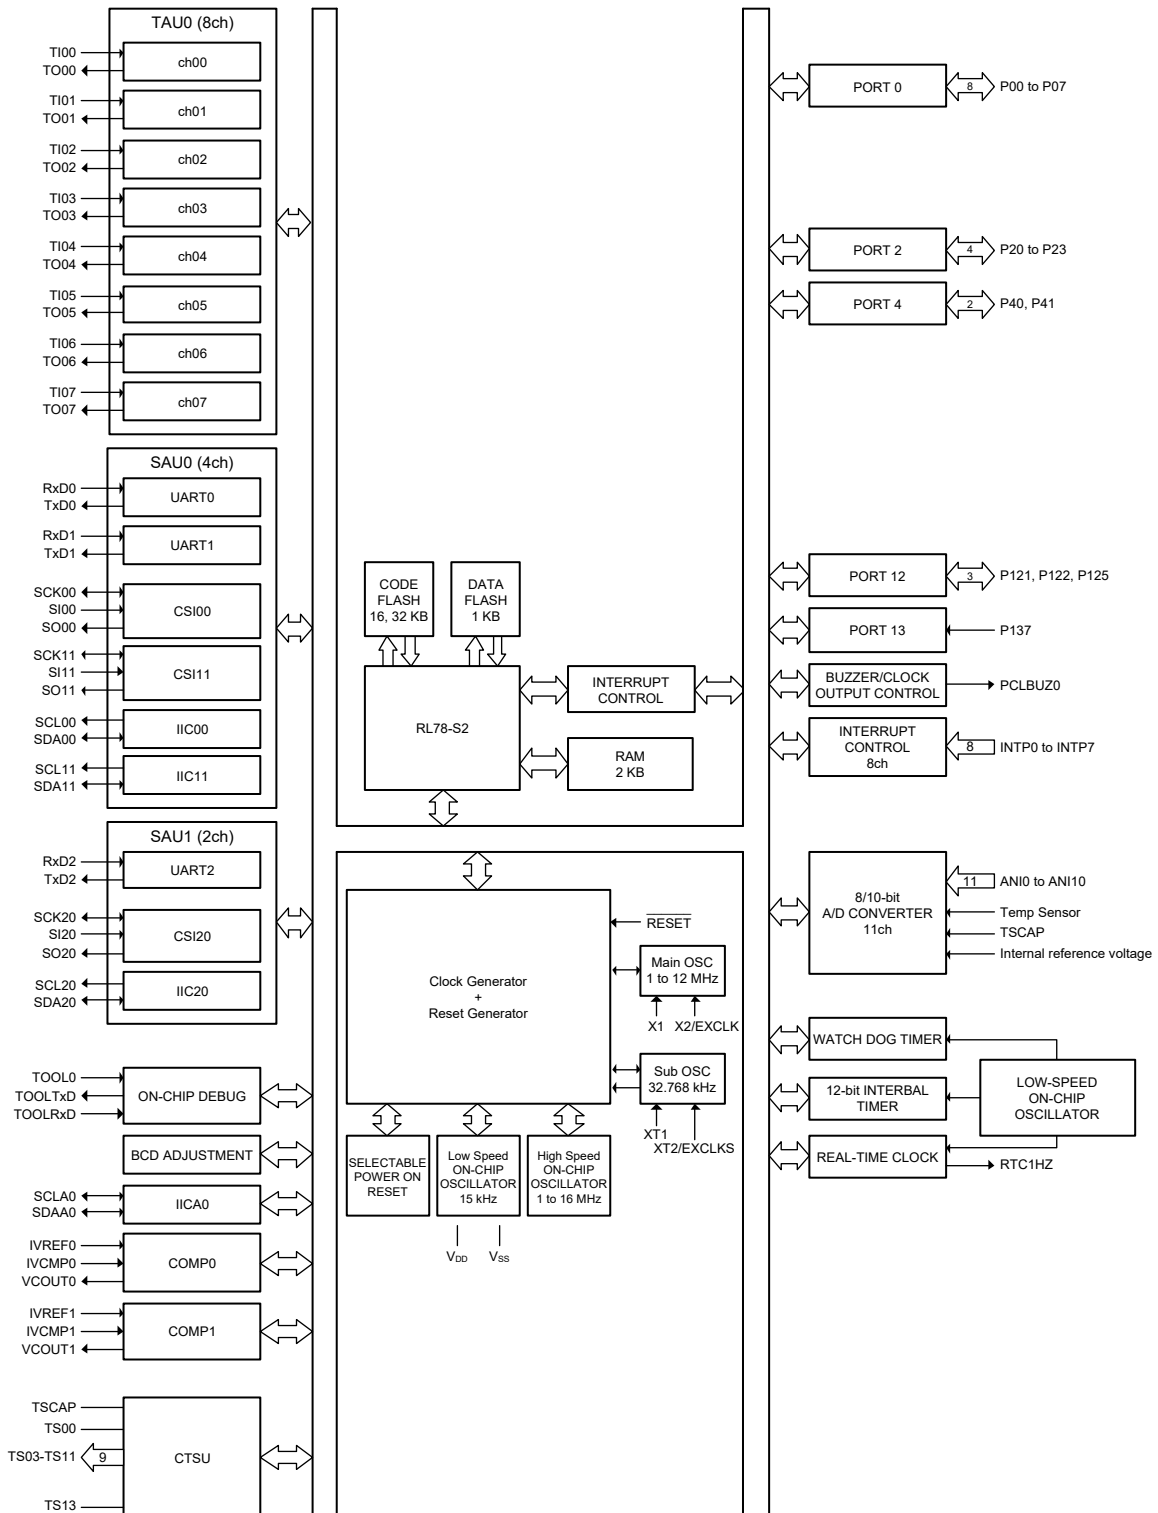 TAU0 (8ch)
TI00
TO00
ch00
TI01
TO01
ch01
TI02
TO02
ch02
TI03
TO03
ch03
TI04
TO04
ch04
TI05
TO05
ch05
TI06
TO06
ch06
TI07
TO07
ch07
SAU0 (4ch)
RxD0
TxD0
UART0
RxD1
TxD1
UART1
SCK00
SI00
SO00
CSI00
SCK11
SI11
SO11
CSI11
SCL00
SDA00
IIC00
SCL11
SDA11
IIC11
SAU1 (2ch)
RxD2
TxD2
UART2
SCK20
SI20
SO20
CSI20
SCL20
SDA20
IIC20
TOOL0
TOOLTxD
TOOLRxD
ON-CHIP DEBUG
BCD ADJUSTMENT
SCLA0
SDAA0
IICA0
IVREF0
IVCMP0
VCOUT0
COMP0
IVREF1
IVCMP1
VCOUT1
COMP1
TSCAP
TS00
TS03-TS11
9
TS13
CTSU
CODE
FLASH
16, 32 KB
DATA
FLASH
1 KB
RL78-S2
INTERRUPT
CONTROL
RAM
2 KB
Clock Generator
+
Reset Generator
RESET
Main OSC
1 to 12 MHz
X1
X2/EXCLK
Sub OSC
32.768 kHz
XT1
XT2/EXCLKS
SELECTABLE
POWER ON
RESET
Low Speed
ON-CHIP
OSCILLATOR
15 kHz
High Speed
ON-CHIP
OSCILLATOR
1 to 16 MHz
VDD
VSS
PORT 0
8
P00 to P07
PORT 2
4
P20 to P23
PORT 4
2
P40, P41
PORT 12
3
P121, P122, P125
PORT 13
P137
BUZZER/CLOCK
OUTPUT CONTROL
PCLBUZ0
INTERRUPT
CONTROL
8ch
8
INTP0 to INTP7
8/10-bit
A/D CONVERTER
11ch
11
ANI0 to ANI10
Temp Sensor
TSCAP
Internal reference voltage
WATCH DOG TIMER
12-bit INTERBAL
TIMER
REAL-TIME CLOCK
LOW-SPEED
ON-CHIP
OSCILLATOR
RTC1HZ